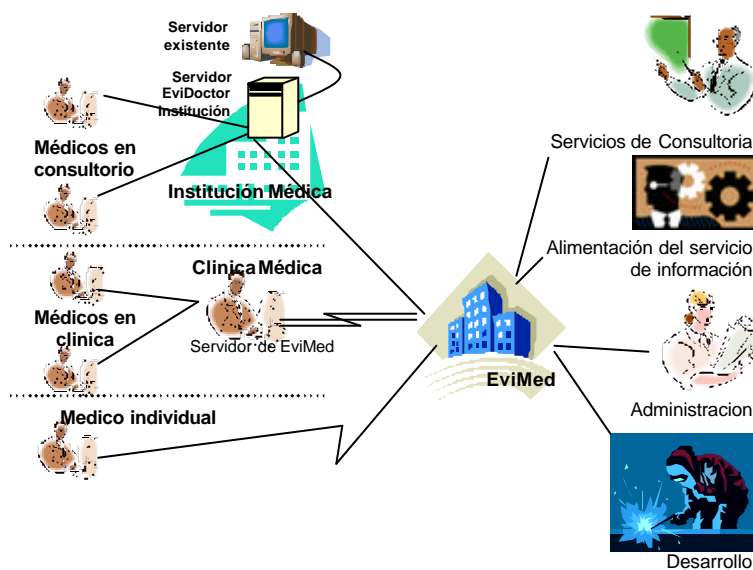 Servidor
existente
Servidor
EviDoctor
Institución
Médicos en
consultorio
Institución Médica
Clinica Médica
Médicos en
clinica
Servidor de EviMed
Medico individual
EviMed
Servicios de Consultoria
Alimentación del servicio
de información
Administracion
Desarrollo